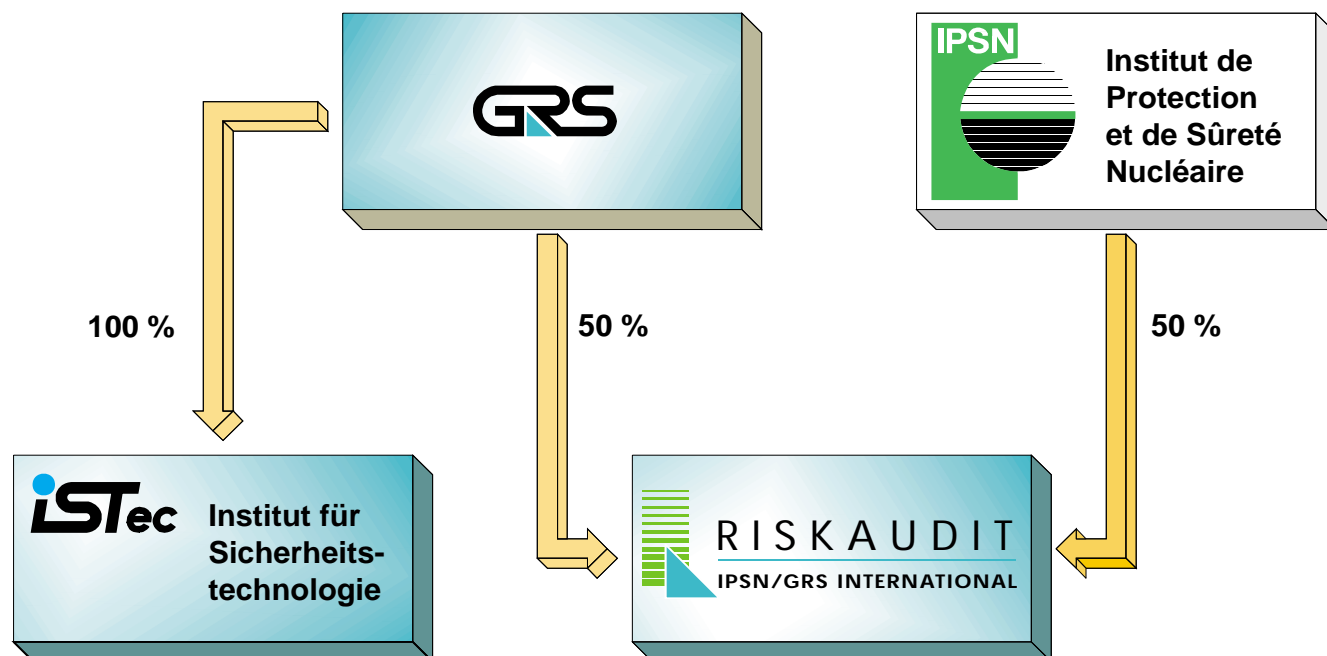 GRS
IPSN
Institut de
Protection
et de Sûreté
Nucléaire
100 %
50 %
50 %
iSTec
Institut für
Sicherheits-
technologie
RISKAUDIT
IPSN/GRS INTERNATIONAL